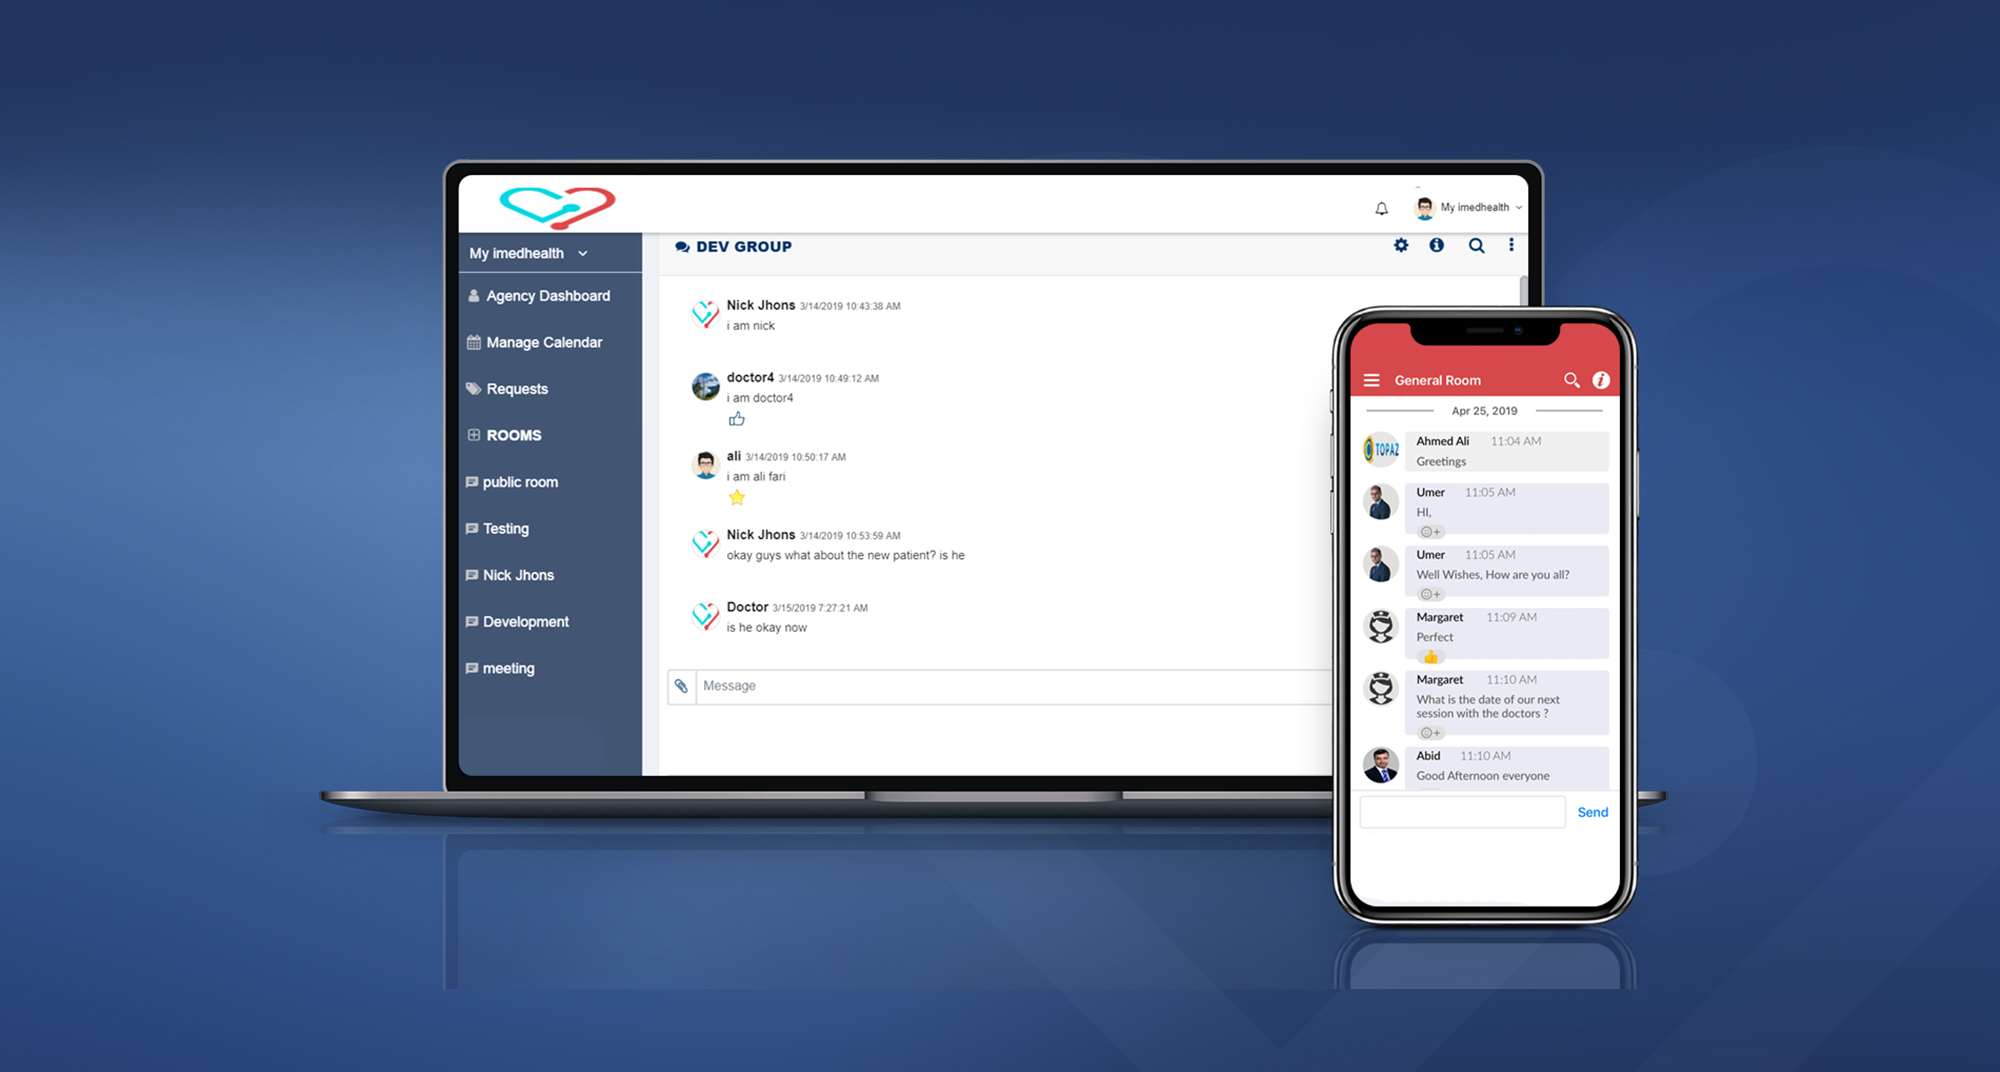 My imedhealth
My imedhealth
Agency Dashboard
Manage Calendar
Requests
ROOMS
public room
Testing
Nick Jhons
Development
meeting
DEV GROUP
Nick Jhons 3/14/2019 10:43:38 AM
i am nick
doctor4 3/14/2019 10:49:12 AM
i am doctor4
ali 3/14/2019 10:50:17 AM
i am ali fari
Nick Jhons 3/14/2019 10:53:59 AM
okay guys what about the new patient? is he
Doctor 3/15/2019 7:27:21 AM
is he okay now
Message
General Room
Apr 25, 2019
TOPAZ
Ahmed Ali 11:04 AM
Greetings
Umer 11:05 AM
HI,
Umer 11:05 AM
Well Wishes, How are you all?
Margaret 11:09 AM
Perfect
Margaret 11:10 AM
What is the date of our next
session with the doctors ?
Abid 11:10 AM
Good Afternoon everyone
Send